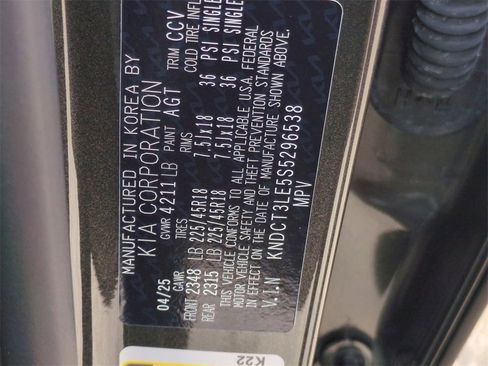 MANUFACTURED IN KOREA BY
KIA CORPORATION
GVWR 4211 LB PAINT AGT TRIM CCV
04/25 GAWR TIRES RIMS COLD TIRE INFL
FRONT 2348 LB 225/45R18 7.5Jx18 36 PSI SINGLE
REAR 2315 LB 225/45R18 7.5Jx18 36 PSI SINGLE
THIS VEHICLE CONFORMS TO ALL APPLICABLE U.S.A. FEDERAL
MOTOR VEHICLE SAFETY AND THEFT PREVENTION STANDARDS
IN EFFECT ON THE DATE OF MANUFACTURE SHOWN ABOVE.
V.I.N KNDCT3LE5S5296538
MPV
K22